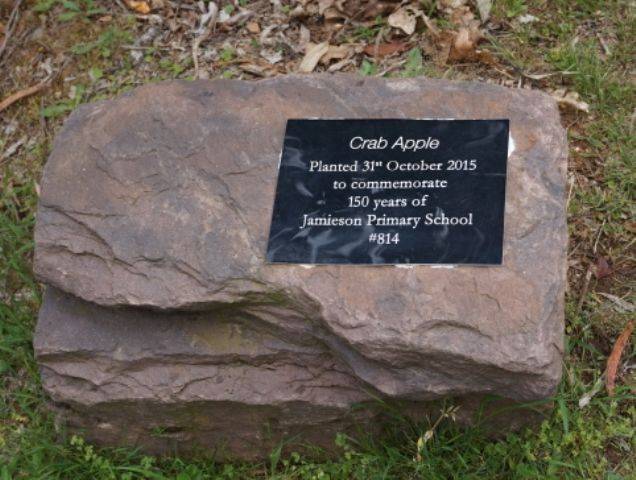 Crab Apple
Planted 31st October 2015
to commemorate
150 years of
Jamieson Primary School
#814